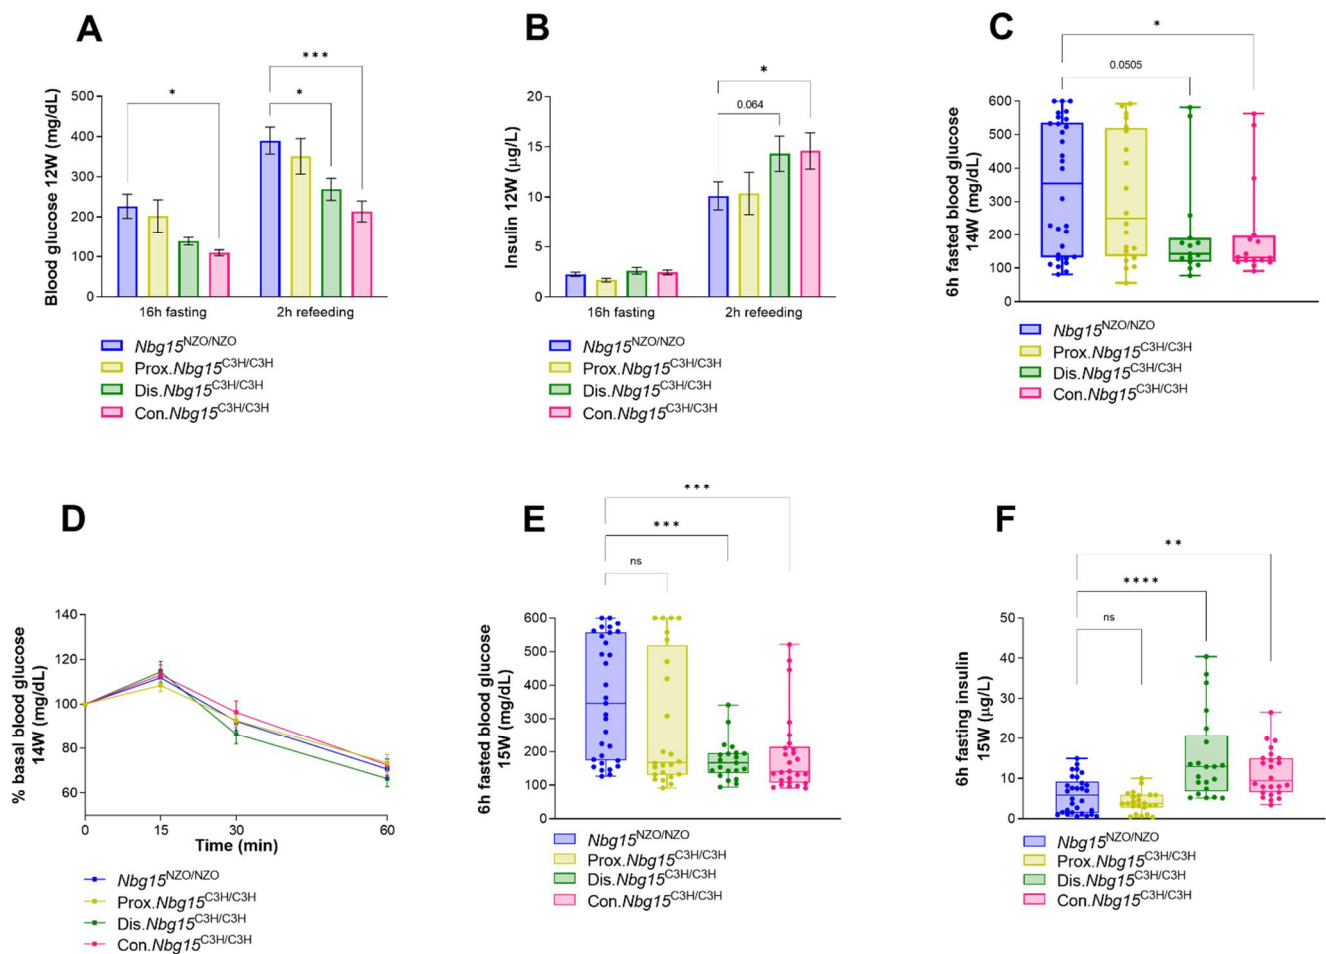 A
***
*
*
500
400
300
200
100
0
Blood glucose 12W (mg/dL)
16h fasting
2h refeeding
Nbg15NZO/NZO
Prox.Nbg15C3H/C3H
Dis.Nbg15C3H/C3H
Con.Nbg15C3H/C3H
B
*
0.064
20
15
10
5
0
Insulin 12W (µg/L)
16h fasting
2h refeeding
Nbg15NZO/NZO
Prox.Nbg15C3H/C3H
Dis.Nbg15C3H/C3H
Con.Nbg15C3H/C3H
C
*
0.0505
600
500
400
300
200
100
0
6h fasted blood glucose
14W (mg/dL)
Nbg15NZO/NZO
Prox.Nbg15C3H/C3H
Dis.Nbg15C3H/C3H
Con.Nbg15C3H/C3H
D
140
120
100
80
60
% basal blood glucose
14W (mg/dL)
0
15
30
60
Time (min)
Nbg15NZO/NZO
Prox.Nbg15C3H/C3H
Dis.Nbg15C3H/C3H
Con.Nbg15C3H/C3H
E
***
***
ns
600
500
400
300
200
100
0
6h fasted blood glucose
15W (mg/dL)
Nbg15NZO/NZO
Prox.Nbg15C3H/C3H
Dis.Nbg15C3H/C3H
Con.Nbg15C3H/C3H
F
**
****
ns
50
40
30
20
10
0
6h fasting insulin
15W (µg/L)
Nbg15NZO/NZO
Prox.Nbg15C3H/C3H
Dis.Nbg15C3H/C3H
Con.Nbg15C3H/C3H